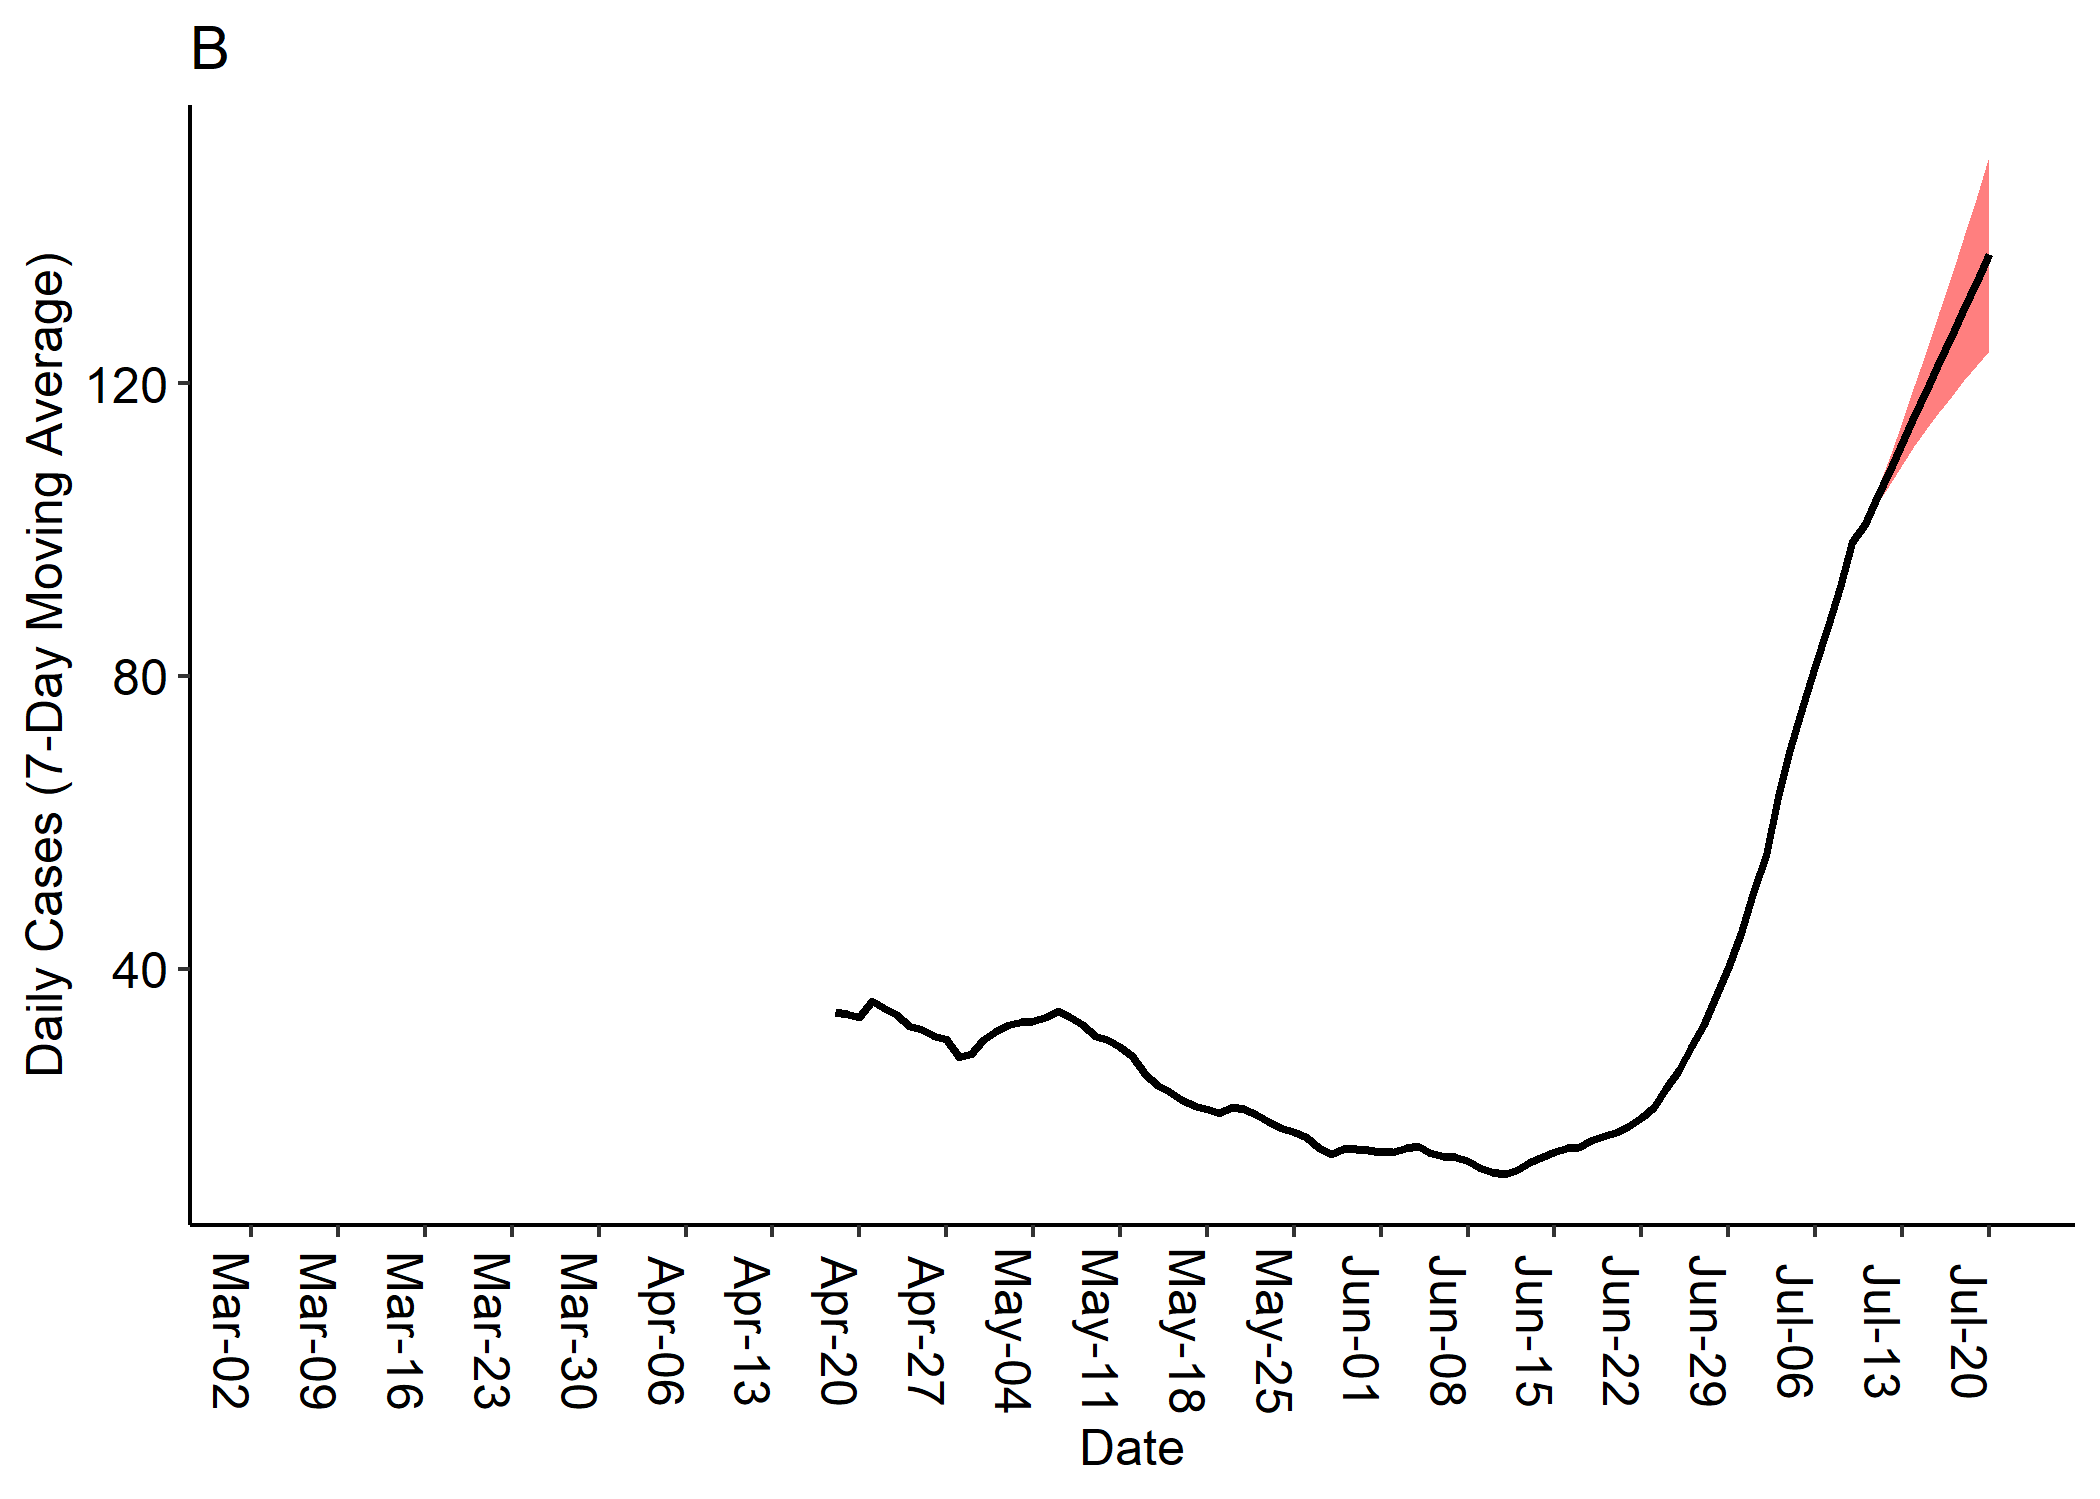 B
Daily Cases (7-Day Moving Average)
120
80
40
Mar-02
Mar-09
Mar-16
Mar-23
Mar-30
Apr-06
Apr-13
Apr-20
Apr-27
May-04
May-11
May-18
May-25
Jun-01
Jun-08
Jun-15
Jun-22
Jun-29
Jul-06
Jul-13
Jul-20
Date